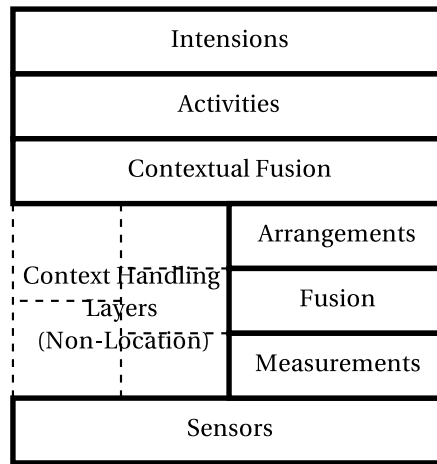 Intensions
Activities
Contextual Fusion
Arrangements
Context Handling
Layers
(Non-Location)
Fusion
Measurements
Sensors